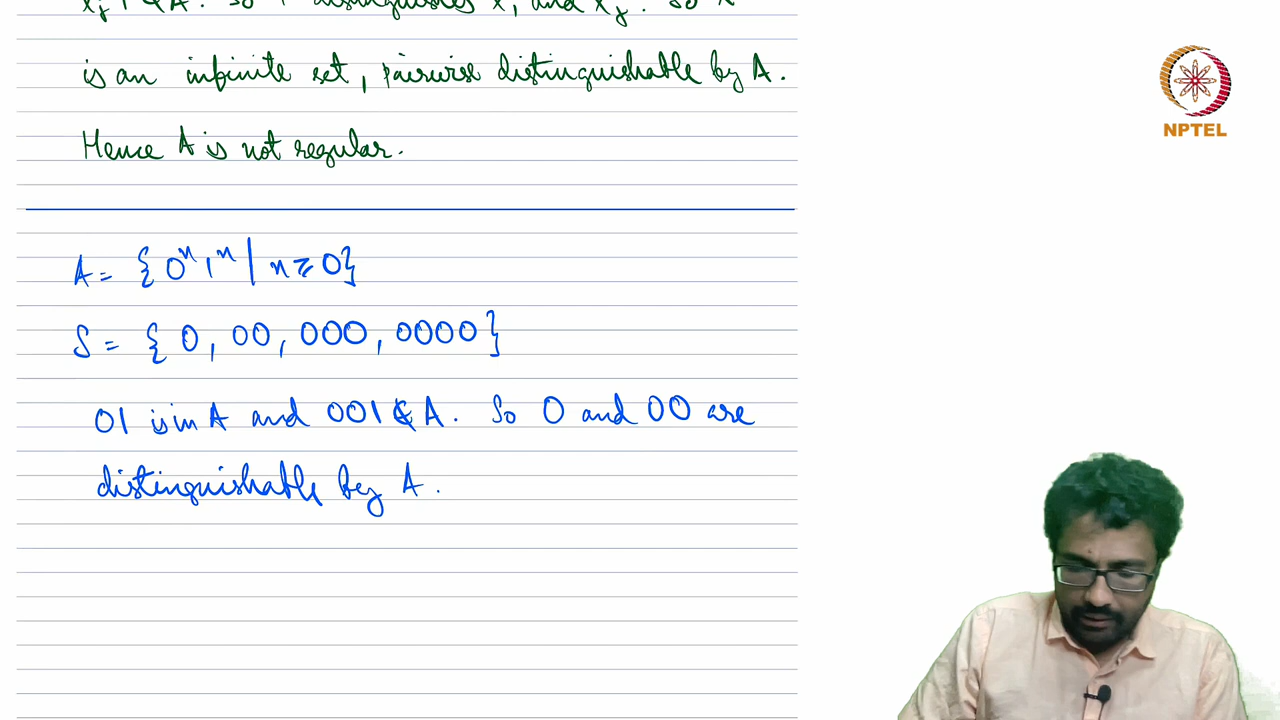 is an infinite set, pairwise distinguishable by A.
Hence A is not regular.
A = { 0ⁿ1ⁿ | n ≥ 0}
S = { 0, 00, 000, 0000 }
01 is in A and 001 ∉ A. So 0 and 00 are
distinguishable by A.
NPTEL